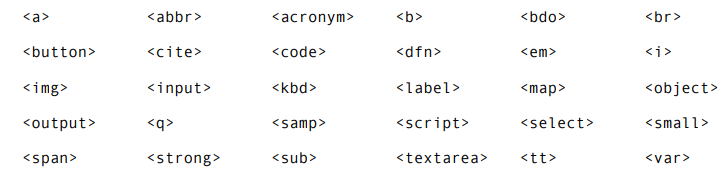 <a> <abbr> <acronym> <b> <bdo> <br>
<button> <cite> <code> <dfn> <em> <i>
<img> <input> <kbd> <label> <map> <object>
<output> <q> <samp> <script> <select> <small>
<span> <strong> <sub> <textarea> <tt> <var>